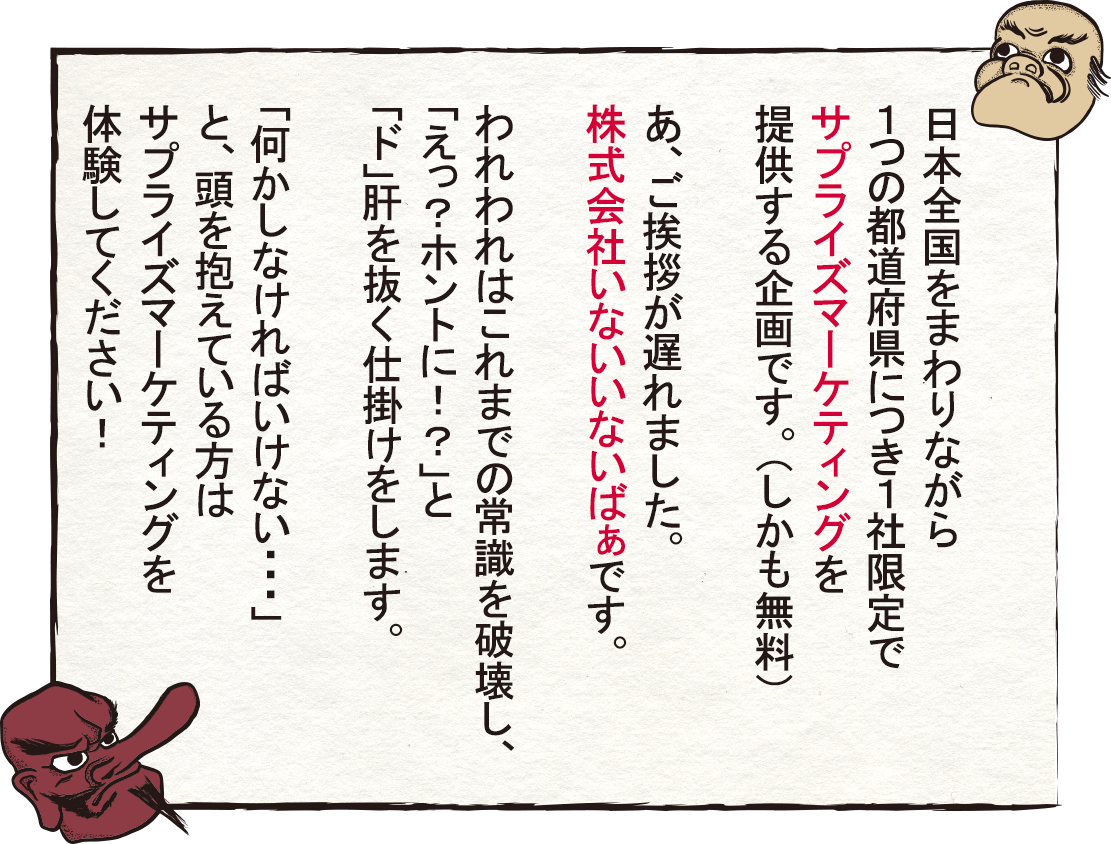 日本全国をまわりながら
１つの都道府県につき１社限定で
サプライズマーケティングを
提供する企画です。（しかも無料）
あ、ご挨拶が遅れました。
株式会社いないいないばぁです。
われわれはこれまでの常識を破壊し、
「えっ？ホントに！？」と
「ド」肝を抜く仕掛けをします。
「何かしなければいけない・・・」
と、頭を抱えている方は
サプライズマーケティングを
体験してください！